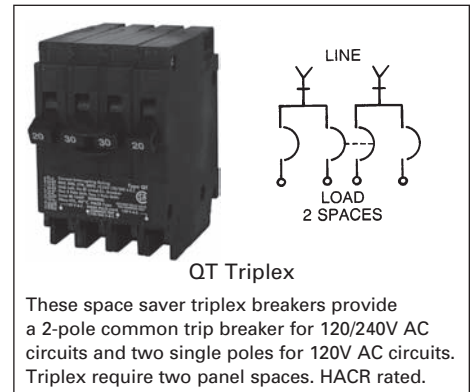 LINE
20 30 30 20
Type QT
LOAD
2 SPACES
QT Triplex
These space saver triplex breakers provide
a 2-pole common trip breaker for 120/240V AC
circuits and two single poles for 120V AC circuits.
Triplex require two panel spaces. HACR rated.